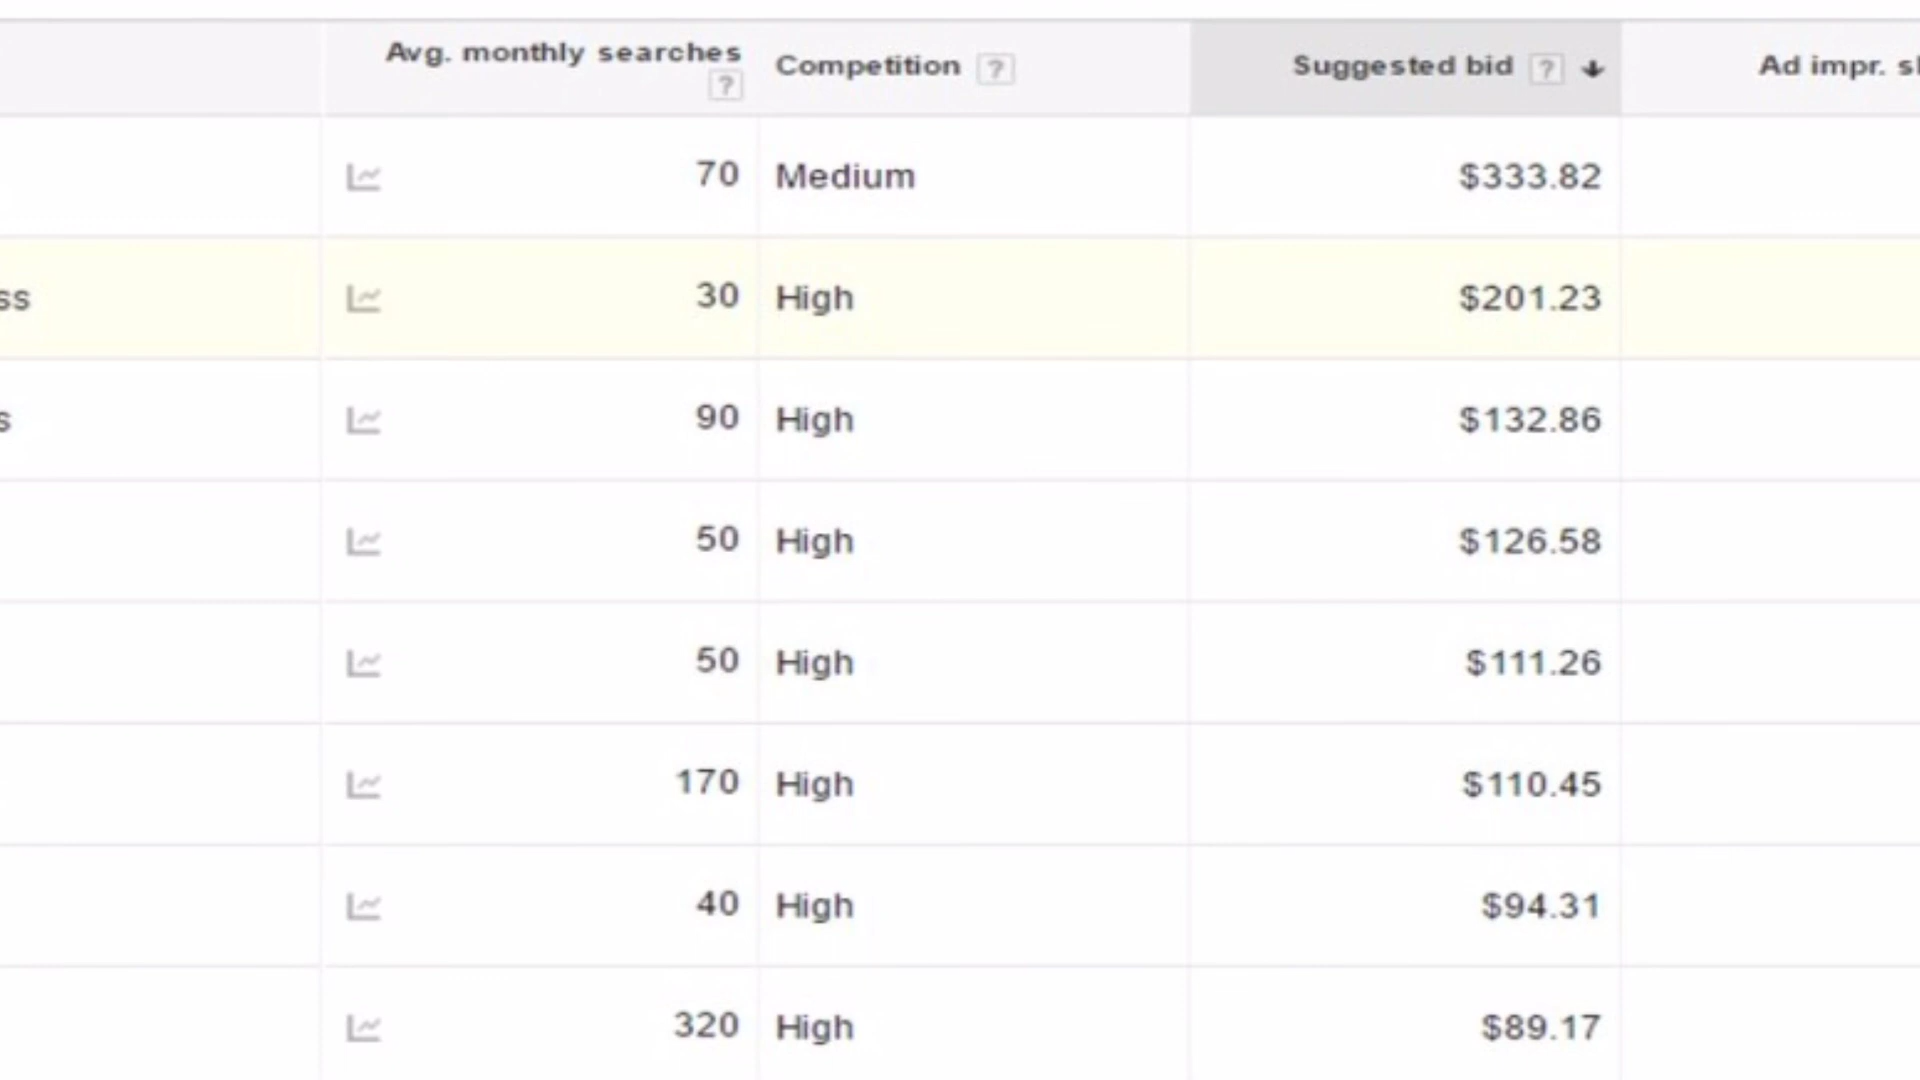 Avg. monthly searches ? Competition ? Suggested bid ? Ad impr.
70 Medium $333.82
ss 30 High $201.23
s 90 High $132.86
50 High $126.58
50 High $111.26
170 High $110.45
40 High $94.31
320 High $89.17